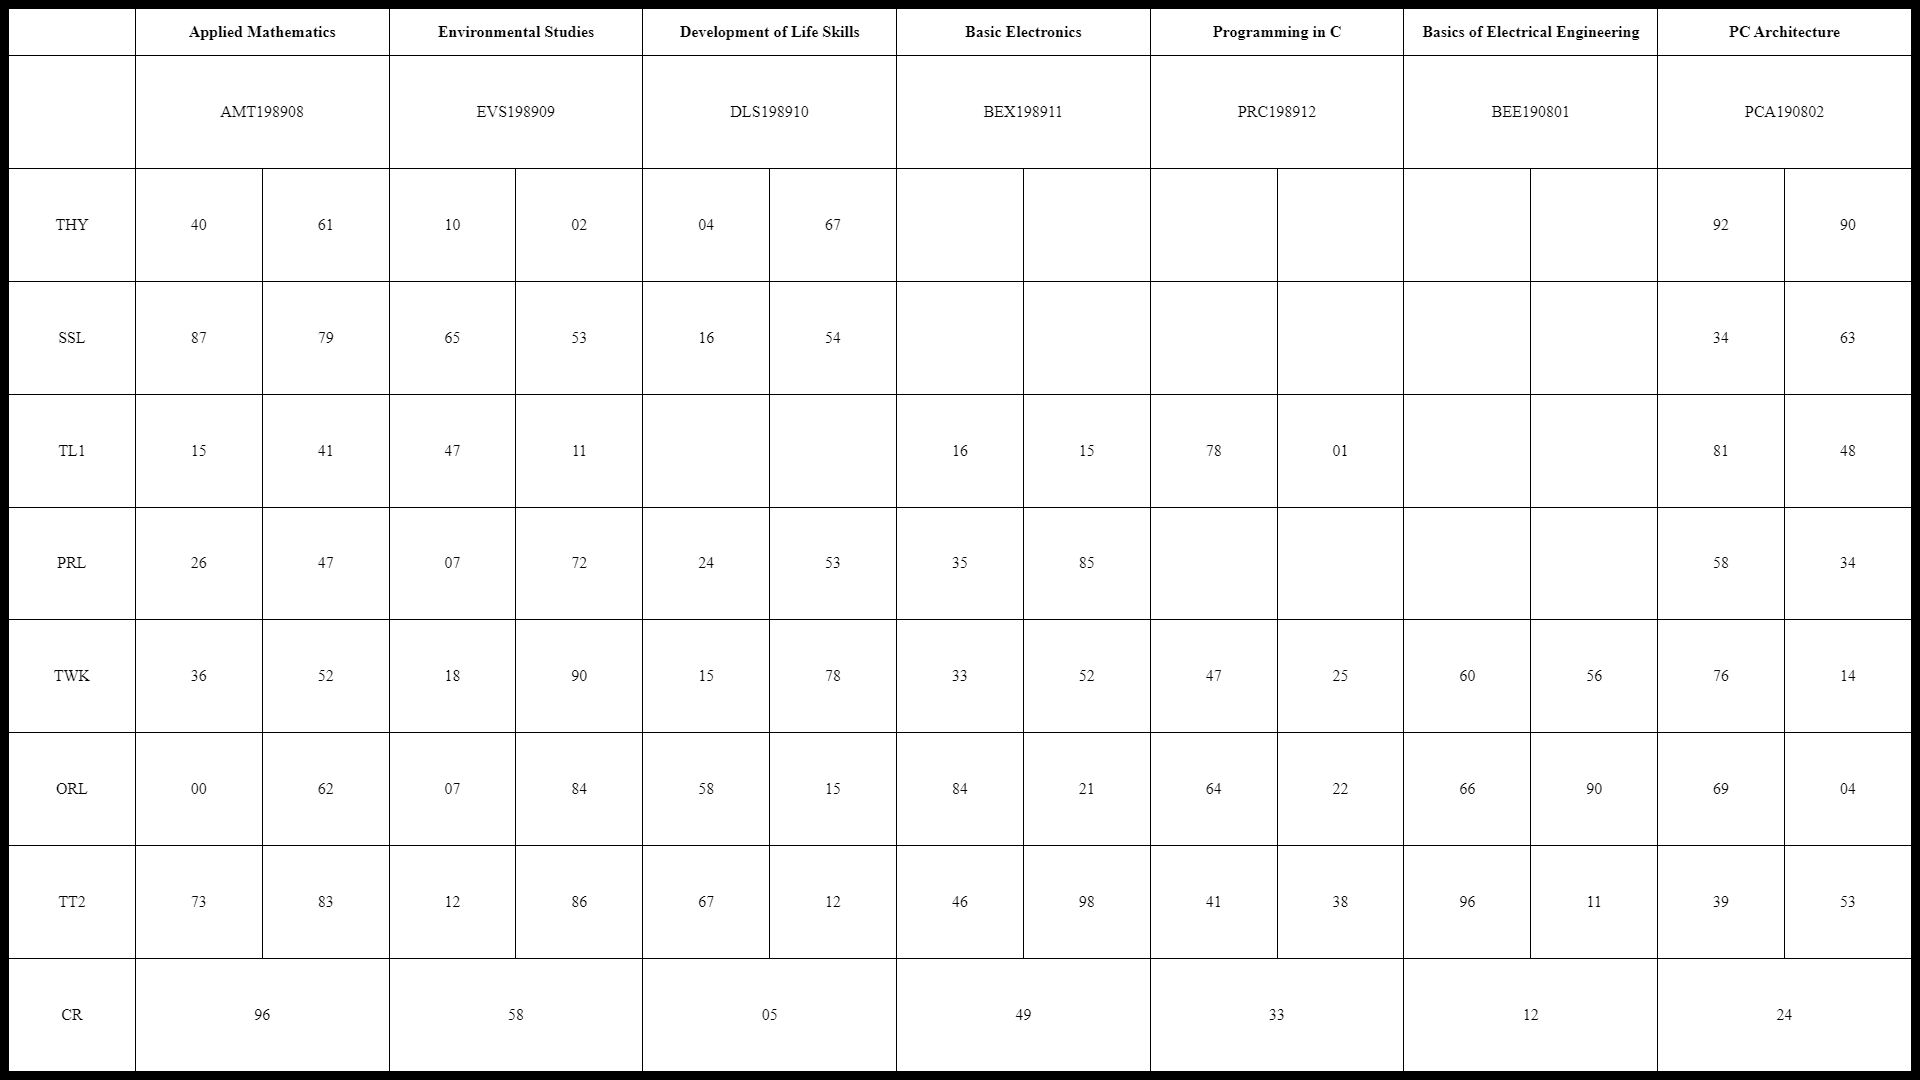 Applied Mathematics Environmental Studies Development of Life Skills Basic Electronics Programming in C Basics of Electrical Engineering PC Architecture
AMT198908 EVS198909 DLS198910 BEX198911 PRC198912 BEE190801 PCA190802
THY 40 61 10 02 04 67 92 90
SSL 87 79 65 53 16 54 34 63
TL1 15 41 47 11 16 15 78 01 81 48
PRL 26 47 07 72 24 53 35 85 58 34
TWK 36 52 18 90 15 78 33 52 47 25 60 56 76 14
ORL 00 62 07 84 58 15 84 21 64 22 66 90 69 04
TT2 73 83 12 86 67 12 46 98 41 38 96 11 39 53
CR 96 58 05 49 33 12 24